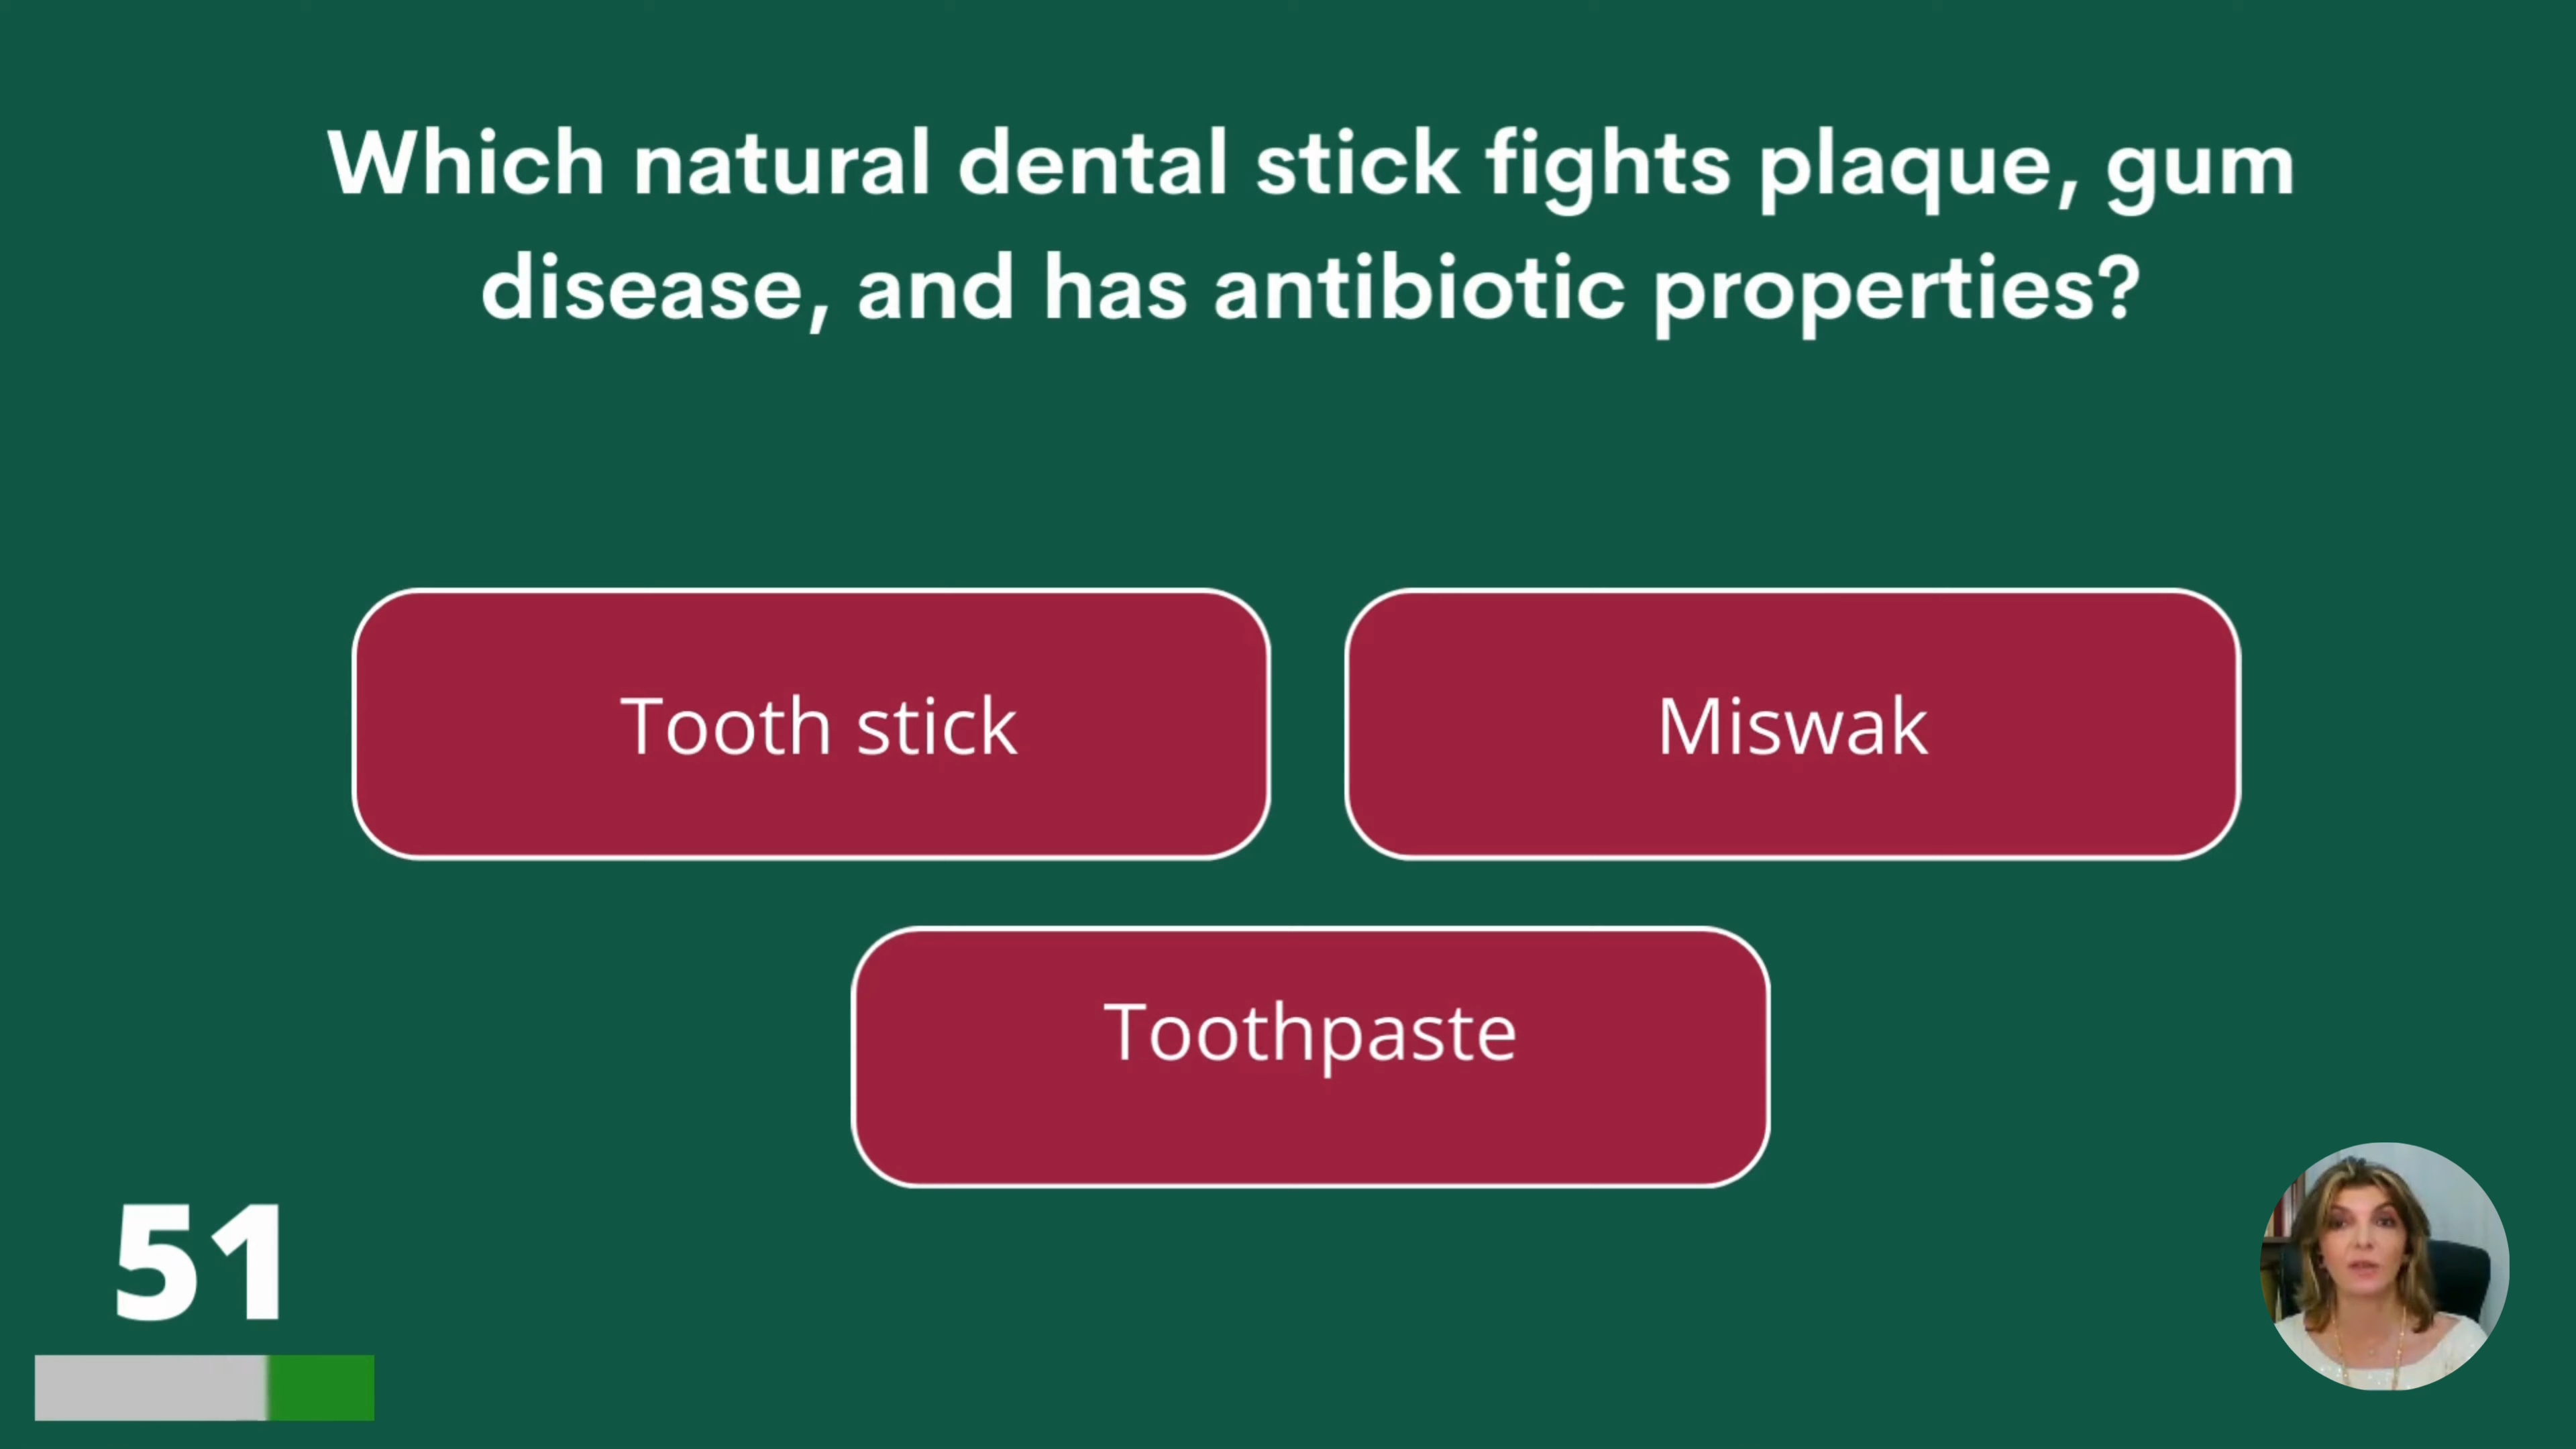 Which natural dental stick fights plaque, gum
disease, and has antibiotic properties?
Tooth stick
Miswak
Toothpaste
51